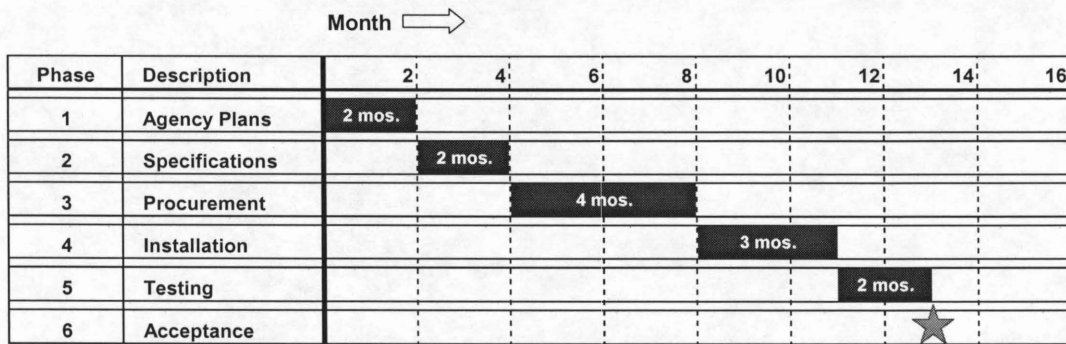 Month
Phase Description 2 4 6 8 10 12 14 16
1 Agency Plans 2 mos.
2 Specifications 2 mos.
3 Procurement 4 mos.
4 Installation 3 mos.
5 Testing 2 mos.
6 Acceptance